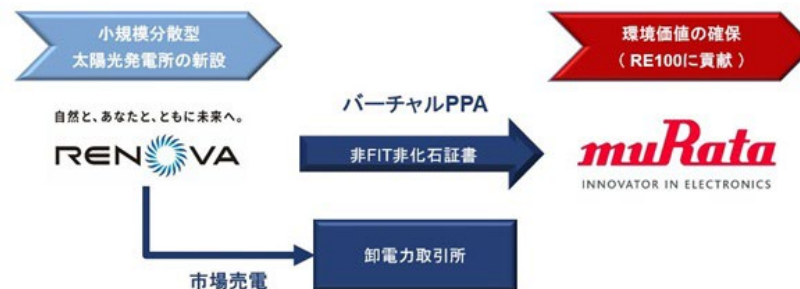 小規模分散型
太陽光発電所の新設
環境価値の確保
（ RE100に貢献 ）
自然と、あなたと、ともに未来へ。
RENOVA
バーチャルPPA
非FIT非化石証書
muRata
INNOVATOR IN ELECTRONICS
市場売電
卸電力取引所